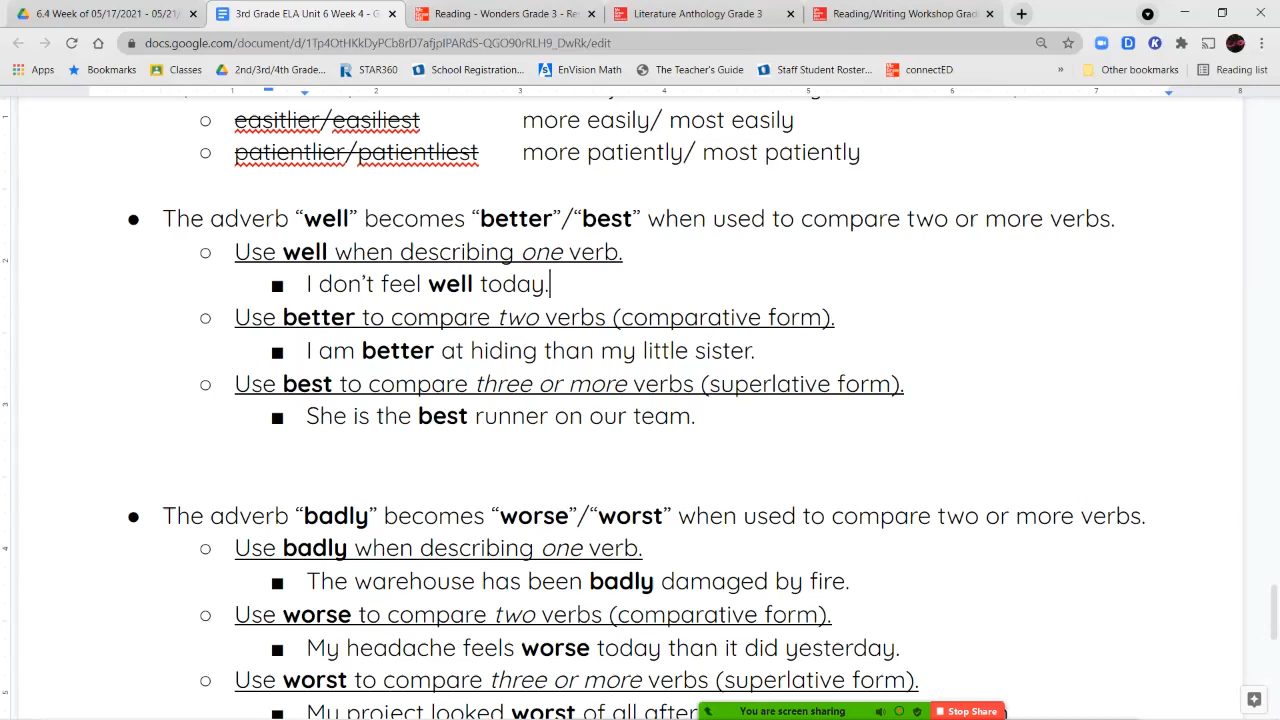 6.4 Week of 05/17/2021 - 05/21/
3rd Grade ELA Unit 6 Week 4 - G
Reading - Wonders Grade 3 - Res
Literature Anthology Grade 3
Reading/Writing Workshop Grad
docs.google.com/document/d/1Tp4OtHKkDyPCb8rD7afjpIPARdS-QGO90rRLH9_DwRk/edit
Apps
Bookmarks
Classes
2nd/3rd/4th Grade...
STAR360
School Registration...
EnVision Math
The Teacher's Guide
Staff Student Roster...
connectED
»
Other bookmarks
Reading list
1 2 3 4 5 6 7 8
○ easitlier/easiliest more easily/ most easily
○ patientlier/patientliest more patiently/ most patiently
● The adverb “well” becomes “better”/“best” when used to compare two or more verbs.
○ Use well when describing one verb.
■ I don’t feel well today.
○ Use better to compare two verbs (comparative form).
■ I am better at hiding than my little sister.
○ Use best to compare three or more verbs (superlative form).
■ She is the best runner on our team.
● The adverb “badly” becomes “worse”/“worst” when used to compare two or more verbs.
○ Use badly when describing one verb.
■ The warehouse has been badly damaged by fire.
○ Use worse to compare two verbs (comparative form).
■ My headache feels worse today than it did yesterday.
○ Use worst to compare three or more verbs (superlative form).
■ My project looked worst of all after
You are screen sharing
Stop Share